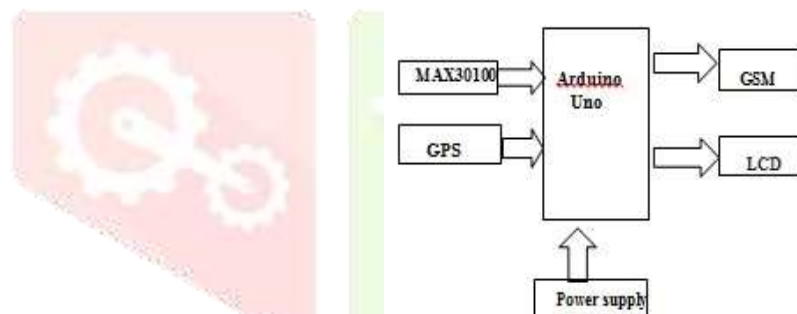 MAX30100
Arduino
Uno
GSM
GPS
LCD
Power supply